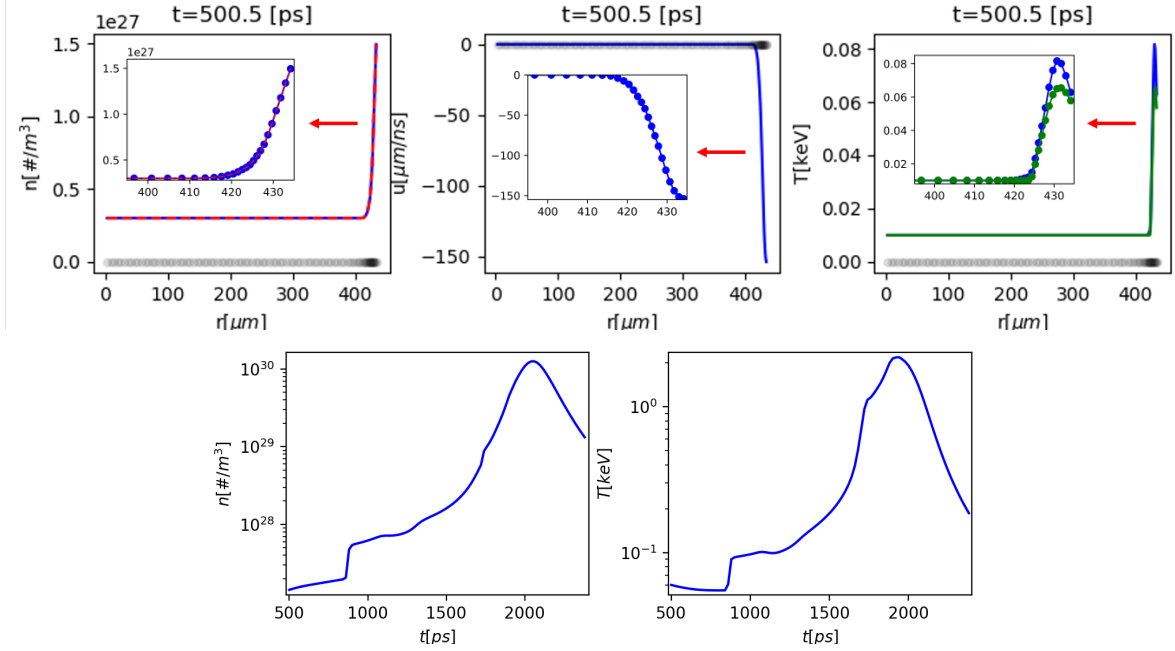 t=500.5 [ps]
1e27
n[#/m³]
1.5
1.0
0.5
0.0
1e27
1.5
1.0
0.5
400 410 420 430
0 100 200 300 400
r[μm]
t=500.5 [ps]
u[μm/ns]
0
−50
−100
−150
0
−50
−100
−150
400 410 420 430
0 100 200 300 400
r[μm]
t=500.5 [ps]
T[keV]
0.08
0.06
0.04
0.02
0.00
0.08
0.06
0.04
0.02
400 410 420 430
0 100 200 300 400
r[μm]
n[#/m³]
10³⁰
10²⁹
10²⁸
500 1000 1500 2000
t[ps]
T[keV]
10⁰
10⁻¹
500 1000 1500 2000
t[ps]